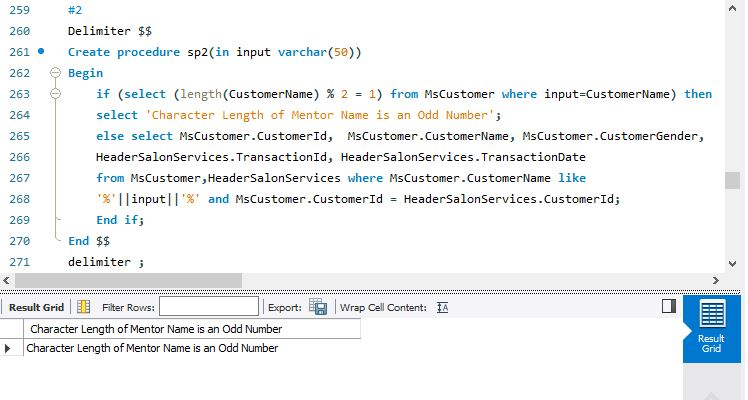 259 #2
260 Delimiter $$
261 Create procedure sp2(in input varchar(50))
262 Begin
263 if (select (length(CustomerName) % 2 = 1) from MsCustomer where input=CustomerName) then
264 select 'Character Length of Mentor Name is an Odd Number';
265 else select MsCustomer.CustomerId, MsCustomer.CustomerName, MsCustomer.CustomerGender,
266 HeaderSalonServices.TransactionId, HeaderSalonServices.TransactionDate
267 from MsCustomer,HeaderSalonServices where MsCustomer.CustomerName like
268 '%'||input||'%' and MsCustomer.CustomerId = HeaderSalonServices.CustomerId;
269 End if;
270 End $$
271 delimiter ;
Result Grid Filter Rows: Export: Wrap Cell Content: IA
Character Length of Mentor Name is an Odd Number
Character Length of Mentor Name is an Odd Number
Result
Grid